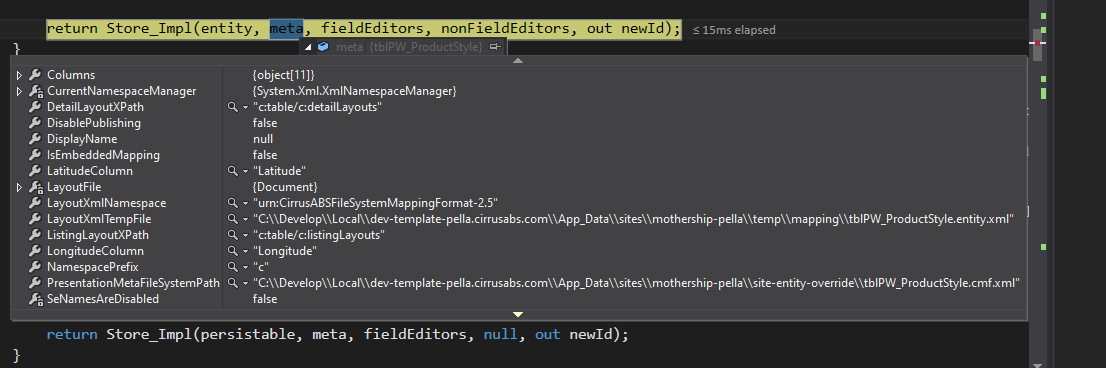 return Store_Impl(entity, meta, fieldEditors, nonFieldEditors, out newId); ≤ 15ms elapsed
} meta {tblPW_ProductStyle}
Columns {object[11]}
CurrentNamespaceManager {System.Xml.XmlNamespaceManager}
DetailLayoutXPath "c:table/c:detailLayouts"
DisablePublishing false
DisplayName null
IsEmbeddedMapping false
LatitudeColumn "Latitude"
LayoutFile {Document}
LayoutXmlNamespace "urn:CirrusABSFileSystemMappingFormat-2.5"
LayoutXmlTempFile "C:\\Develop\\Local\\dev-template-pella.cirrusabs.com\\App_Data\\sites\\mothership-pella\\temp\\mapping\\tblPW_ProductStyle.entity.xml"
ListingLayoutXPath "c:table/c:listingLayouts"
LongitudeColumn "Longitude"
NamespacePrefix "c"
PresentationMetaFileSystemPath "C:\\Develop\\Local\\dev-template-pella.cirrusabs.com\\App_Data\\sites\\mothership-pella\\site-entity-override\\tblPW_ProductStyle.cmf.xml"
SeNamesAreDisabled false
return Store_Impl(persistable, meta, fieldEditors, null, out newId);
}